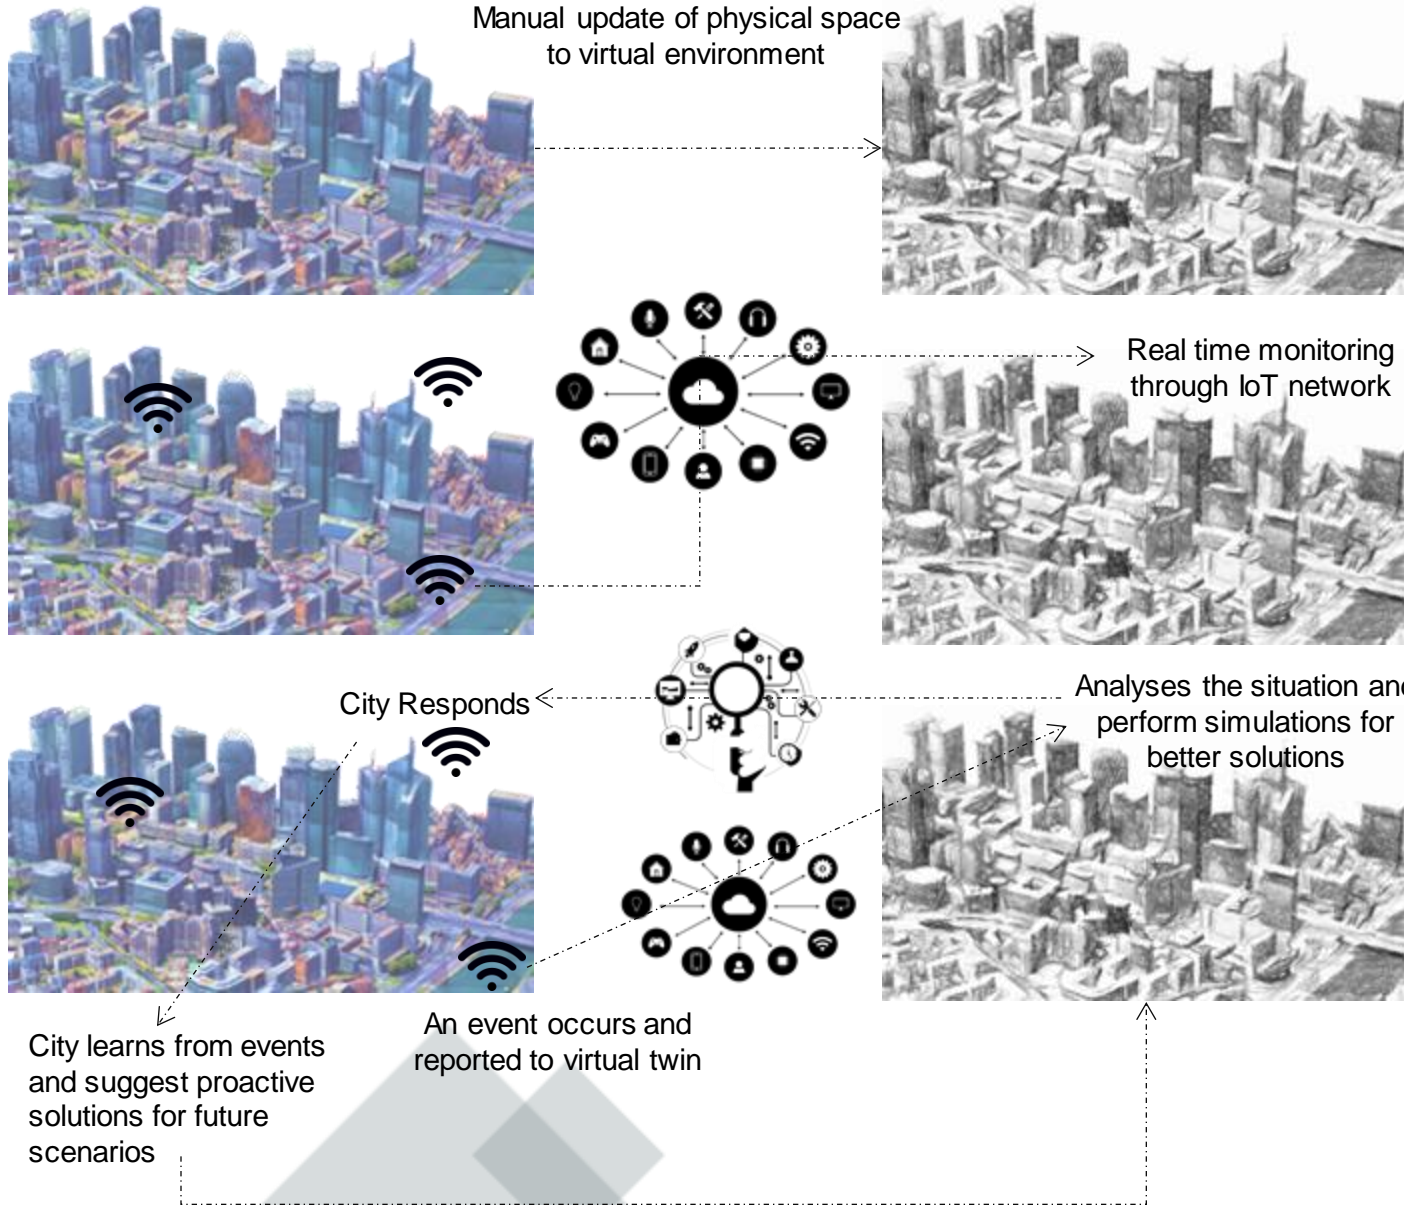 Manual update of physical space
to virtual environment
Real time monitoring
through IoT network
City Responds
Analyses the situation and
perform simulations for
better solutions
An event occurs and
reported to virtual twin
City learns from events
and suggest proactive
solutions for future
scenarios